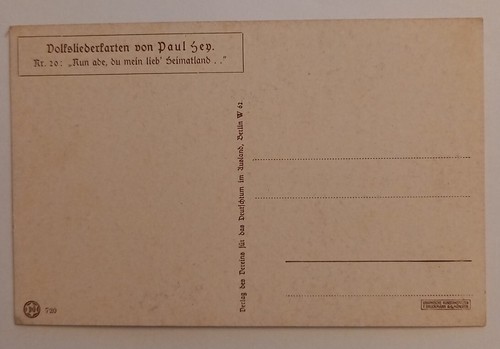 Volksliederkarten von Paul Hey.
Nr. 20: „Nun ade, du mein lieb' Heimatland . ."
Verlag des Vereins für das Deutschtum im Ausland, Berlin W 62
720